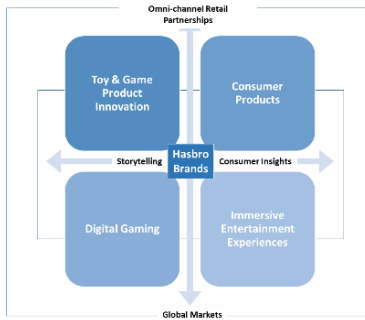 Omni-channel Retail
Partnerships
Toy & Game
Product
Innovation
Consumer
Products
Storytelling
Hasbro
Brands
Consumer Insights
Digital Gaming
Immersive
Entertainment
Experiences
Global Markets